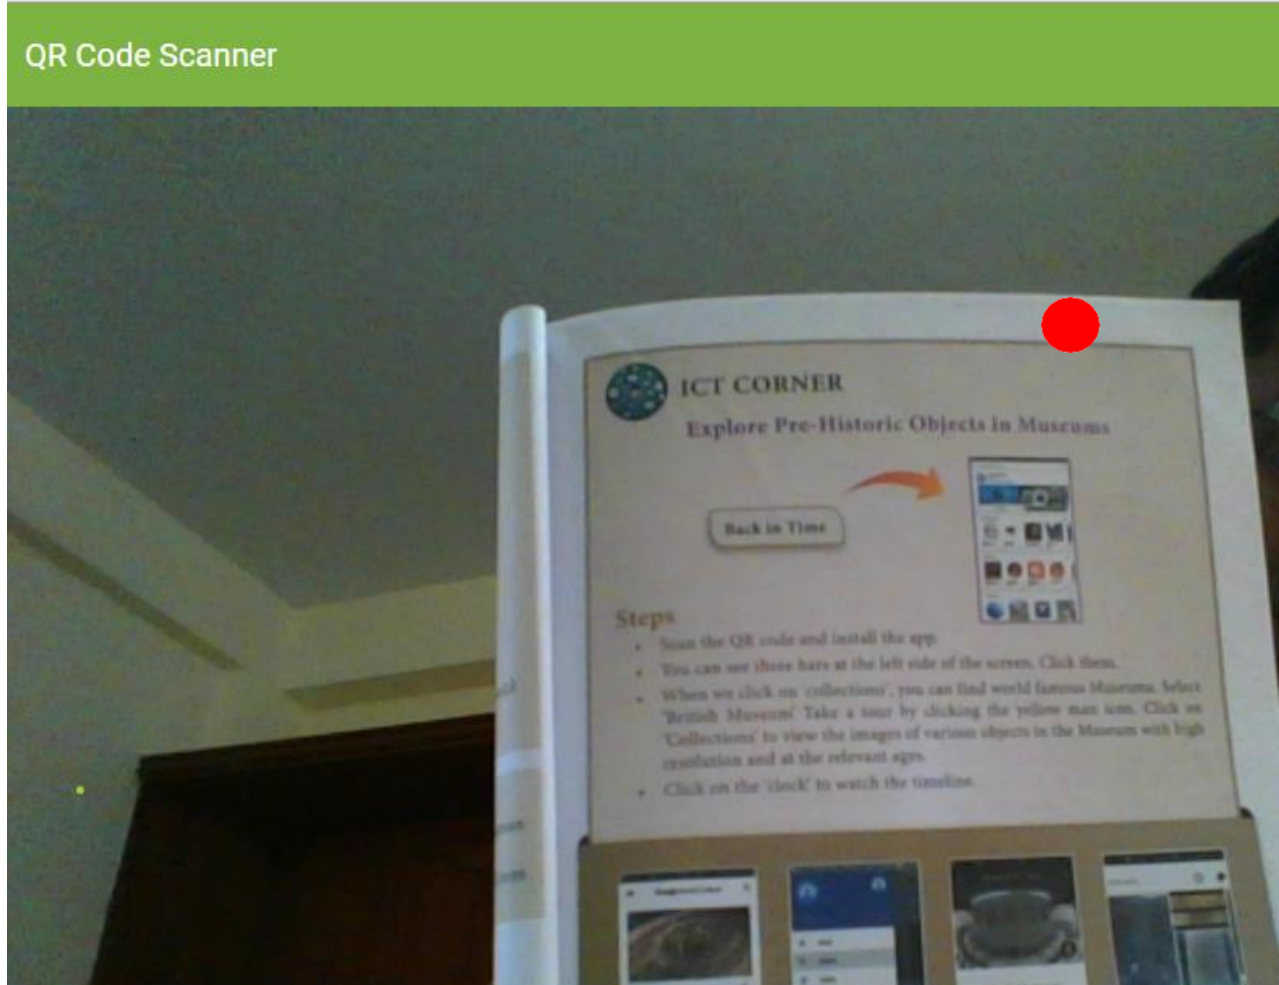 QR Code Scanner
ICT CORNER
Explore Pre-Historic Objects in Museums
Back in Time
Steps
• Scan the QR code and install the app.
• You can see three bars at the left side of the screen. Click them.
• When we click on 'collections', you can find world famous Museums. Select
'British Museum' Take a tour by clicking the yellow man icon. Click on
'Collections' to view the images of various objects in the Museum with high
resolution and at the relevant ages.
• Click on the 'clock' to watch the timeline.